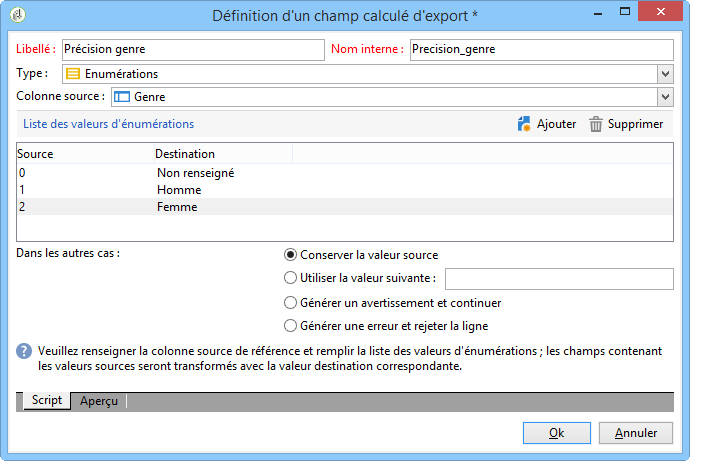 Définition d'un champ calculé d'export *
Libellé : Précision genre Nom interne : Precision_genre
Type : Enumérations
Colonne source : Genre
Liste des valeurs d'énumérations Ajouter Supprimer
Source Destination
0 Non renseigné
1 Homme
2 Femme
Dans les autres cas : Conserver la valeur source
Utiliser la valeur suivante :
Générer un avertissement et continuer
Générer une erreur et rejeter la ligne
Veuillez renseigner la colonne source de référence et remplir la liste des valeurs d'énumérations ; les champs contenant
les valeurs sources seront transformés avec la valeur destination correspondante.
Script Aperçu
Ok Annuler